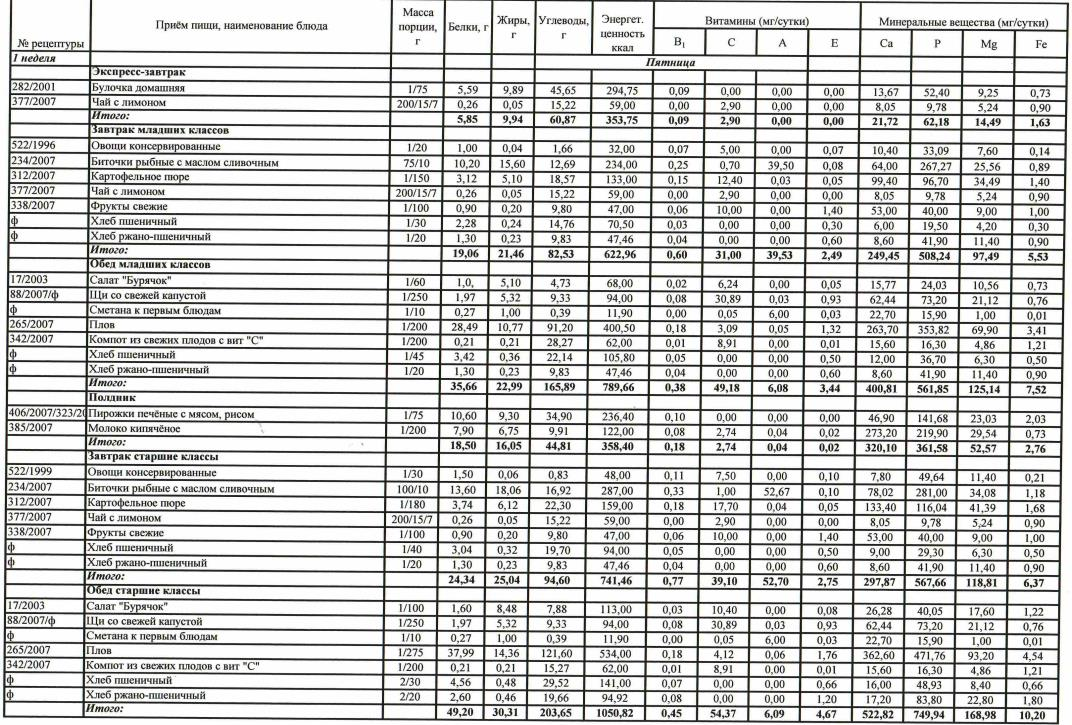 № рецептуры | Приём пищи, наименование блюда | Масса порции, г | Белки, г | Жиры, г | Углеводы, г | Энергет. ценность ккал | Витамины (мг/сутки) | Минеральные вещества (мг/сутки)
B₁ | C | A | E | Ca | P | Mg | Fe
1 неделя | Пятница
Экспресс-завтрак
282/2001 | Булочка домашняя | 1/75 | 5,59 | 9,89 | 45,65 | 294,75 | 0,09 | 0,00 | 0,00 | 0,00 | 13,67 | 52,40 | 9,25 | 0,73
377/2007 | Чай с лимоном | 200/15/7 | 0,26 | 0,05 | 15,22 | 59,00 | 0,00 | 2,90 | 0,00 | 0,00 | 8,05 | 9,78 | 5,24 | 0,90
Итого: | 5,85 | 9,94 | 60,87 | 353,75 | 0,09 | 2,90 | 0,00 | 0,00 | 21,72 | 62,18 | 14,49 | 1,63
Завтрак младших классов
522/1996 | Овощи консервированные | 1/20 | 1,00 | 0,04 | 1,66 | 32,00 | 0,07 | 5,00 | 0,00 | 0,07 | 10,40 | 33,09 | 7,60 | 0,14
234/2007 | Биточки рыбные с маслом сливочным | 75/10 | 10,20 | 15,60 | 12,69 | 234,00 | 0,25 | 0,70 | 39,50 | 0,08 | 64,00 | 267,27 | 25,56 | 0,89
312/2007 | Картофельное пюре | 1/150 | 3,12 | 5,10 | 18,57 | 133,00 | 0,15 | 12,40 | 0,03 | 0,05 | 99,40 | 96,70 | 34,49 | 1,40
377/2007 | Чай с лимоном | 200/15/7 | 0,26 | 0,05 | 15,22 | 59,00 | 0,00 | 2,90 | 0,00 | 0,00 | 8,05 | 9,78 | 5,24 | 0,90
338/2007 | Фрукты свежие | 1/100 | 0,90 | 0,20 | 9,80 | 47,00 | 0,06 | 10,00 | 0,00 | 1,40 | 53,00 | 40,00 | 9,00 | 1,00
ф | Хлеб пшеничный | 1/30 | 2,28 | 0,24 | 14,76 | 70,50 | 0,03 | 0,00 | 0,00 | 0,30 | 6,00 | 19,50 | 4,20 | 0,30
ф | Хлеб ржано-пшеничный | 1/20 | 1,30 | 0,23 | 9,83 | 47,46 | 0,04 | 0,00 | 0,00 | 0,60 | 8,60 | 41,90 | 11,40 | 0,90
Итого: | 19,06 | 21,46 | 82,53 | 622,96 | 0,60 | 31,00 | 39,53 | 2,49 | 249,45 | 508,24 | 97,49 | 5,53
Обед младших классов
17/2003 | Салат "Бурячок" | 1/60 | 1,0, | 5,10 | 4,73 | 68,00 | 0,02 | 6,24 | 0,00 | 0,05 | 15,77 | 24,03 | 10,56 | 0,73
88/2007/ф | Щи со свежей капустой | 1/250 | 1,97 | 5,32 | 9,33 | 94,00 | 0,08 | 30,89 | 0,03 | 0,93 | 62,44 | 73,20 | 21,12 | 0,76
ф | Сметана к первым блюдам | 1/10 | 0,27 | 1,00 | 0,39 | 11,90 | 0,00 | 0,05 | 6,00 | 0,03 | 22,70 | 15,90 | 1,00 | 0,01
265/2007 | Плов | 1/200 | 28,49 | 10,77 | 91,20 | 400,50 | 0,18 | 3,09 | 0,05 | 1,32 | 263,70 | 353,82 | 69,90 | 3,41
342/2007 | Компот из свежих плодов с вит "С" | 1/200 | 0,21 | 0,21 | 28,27 | 62,00 | 0,01 | 8,91 | 0,00 | 0,01 | 15,60 | 16,30 | 4,86 | 1,21
ф | Хлеб пшеничный | 1/45 | 3,42 | 0,36 | 22,14 | 105,80 | 0,05 | 0,00 | 0,00 | 0,50 | 12,00 | 36,70 | 6,30 | 0,50
ф | Хлеб ржано-пшеничный | 1/20 | 1,30 | 0,23 | 9,83 | 47,46 | 0,04 | 0,00 | 0,00 | 0,60 | 8,60 | 41,90 | 11,40 | 0,90
Итого: | 35,66 | 22,99 | 165,89 | 789,66 | 0,38 | 49,18 | 6,08 | 3,44 | 400,81 | 561,85 | 125,14 | 7,52
Полдник
406/2007/323/20 | Пирожки печёные с мясом, рисом | 1/75 | 10,60 | 9,30 | 34,90 | 236,40 | 0,10 | 0,00 | 0,00 | 0,00 | 46,90 | 141,68 | 23,03 | 2,03
385/2007 | Молоко кипячёное | 1/200 | 7,90 | 6,75 | 9,91 | 122,00 | 0,08 | 2,74 | 0,04 | 0,02 | 273,20 | 219,90 | 29,54 | 0,73
Итого: | 18,50 | 16,05 | 44,81 | 358,40 | 0,18 | 2,74 | 0,04 | 0,02 | 320,10 | 361,58 | 52,57 | 2,76
Завтрак старшие классы
522/1999 | Овощи консервированные | 1/30 | 1,50 | 0,06 | 0,83 | 48,00 | 0,11 | 7,50 | 0,00 | 0,10 | 7,80 | 49,64 | 11,40 | 0,21
234/2007 | Биточки рыбные с маслом сливочным | 100/10 | 13,60 | 18,06 | 16,92 | 287,00 | 0,33 | 1,00 | 52,67 | 0,10 | 78,02 | 281,00 | 34,08 | 1,18
312/2007 | Картофельное пюре | 1/180 | 3,74 | 6,12 | 22,30 | 159,00 | 0,18 | 17,70 | 0,04 | 0,05 | 133,40 | 116,04 | 41,39 | 1,68
377/2007 | Чай с лимоном | 200/15/7 | 0,26 | 0,05 | 15,22 | 59,00 | 0,00 | 2,90 | 0,00 | 0,00 | 8,05 | 9,78 | 5,24 | 0,90
338/2007 | Фрукты свежие | 1/100 | 0,90 | 0,20 | 9,80 | 47,00 | 0,06 | 10,00 | 0,00 | 1,40 | 53,00 | 40,00 | 9,00 | 1,00
ф | Хлеб пшеничный | 1/40 | 3,04 | 0,32 | 19,70 | 94,00 | 0,05 | 0,00 | 0,00 | 0,50 | 9,00 | 29,30 | 6,30 | 0,50
ф | Хлеб ржано-пшеничный | 1/20 | 1,30 | 0,23 | 9,83 | 47,46 | 0,04 | 0,00 | 0,00 | 0,60 | 8,60 | 41,90 | 11,40 | 0,90
Итого: | 24,34 | 25,04 | 94,60 | 741,46 | 0,77 | 39,10 | 52,70 | 2,75 | 297,87 | 567,66 | 118,81 | 6,37
Обед старшие классы
17/2003 | Салат "Бурячок" | 1/100 | 1,60 | 8,48 | 7,88 | 113,00 | 0,03 | 10,40 | 0,00 | 0,08 | 26,28 | 40,05 | 17,60 | 1,22
88/2007/ф | Щи со свежей капустой | 1/250 | 1,97 | 5,32 | 9,33 | 94,00 | 0,08 | 30,89 | 0,03 | 0,93 | 62,44 | 73,20 | 21,12 | 0,76
ф | Сметана к первым блюдам | 1/10 | 0,27 | 1,00 | 0,39 | 11,90 | 0,00 | 0,05 | 6,00 | 0,03 | 22,70 | 15,90 | 1,00 | 0,01
265/2007 | Плов | 1/275 | 37,99 | 14,36 | 121,60 | 534,00 | 0,18 | 4,12 | 0,06 | 1,76 | 362,60 | 471,76 | 93,20 | 4,54
342/2007 | Компот из свежих плодов с вит "С" | 1/200 | 0,21 | 0,21 | 15,27 | 62,00 | 0,01 | 8,91 | 0,00 | 0,01 | 15,60 | 16,30 | 4,86 | 1,21
ф | Хлеб пшеничный | 2/30 | 4,56 | 0,48 | 29,52 | 141,00 | 0,07 | 0,00 | 0,00 | 0,66 | 16,00 | 48,93 | 8,40 | 0,66
ф | Хлеб ржано-пшеничный | 2/20 | 2,60 | 0,46 | 19,66 | 94,92 | 0,08 | 0,00 | 0,00 | 1,20 | 17,20 | 83,80 | 22,80 | 1,80
Итого: | 49,20 | 30,31 | 203,65 | 1050,82 | 0,45 | 54,37 | 6,09 | 4,67 | 522,82 | 749,94 | 168,98 | 10,20